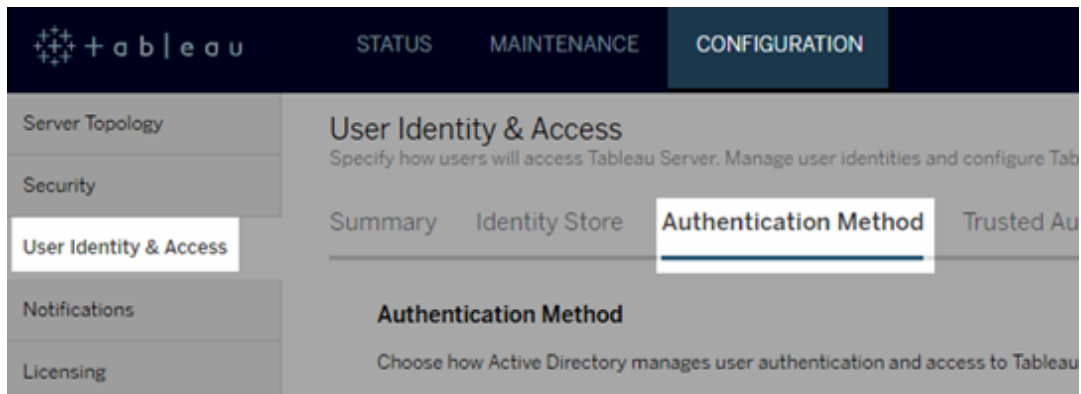 + a b | e a u
STATUS MAINTENANCE CONFIGURATION
Server Topology
Security
User Identity & Access
Notifications
Licensing
User Identity & Access
Specify how users will access Tableau Server. Manage user identities and configure Tab
Summary Identity Store Authentication Method Trusted Au
Authentication Method
Choose how Active Directory manages user authentication and access to Tableau